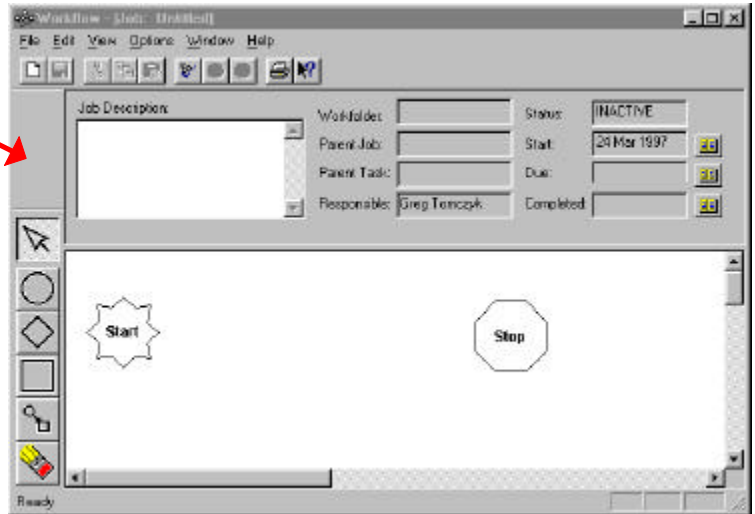 Workflow - [Job: Untitled]
File Edit View Options Window Help
Job Description:
Workfolder:
Status: INACTIVE
Parent Job:
Start: 24 Mar 1997
Parent Task:
Due:
Responsible: Greg Tomczyk
Completed:
Start
Stop
Ready